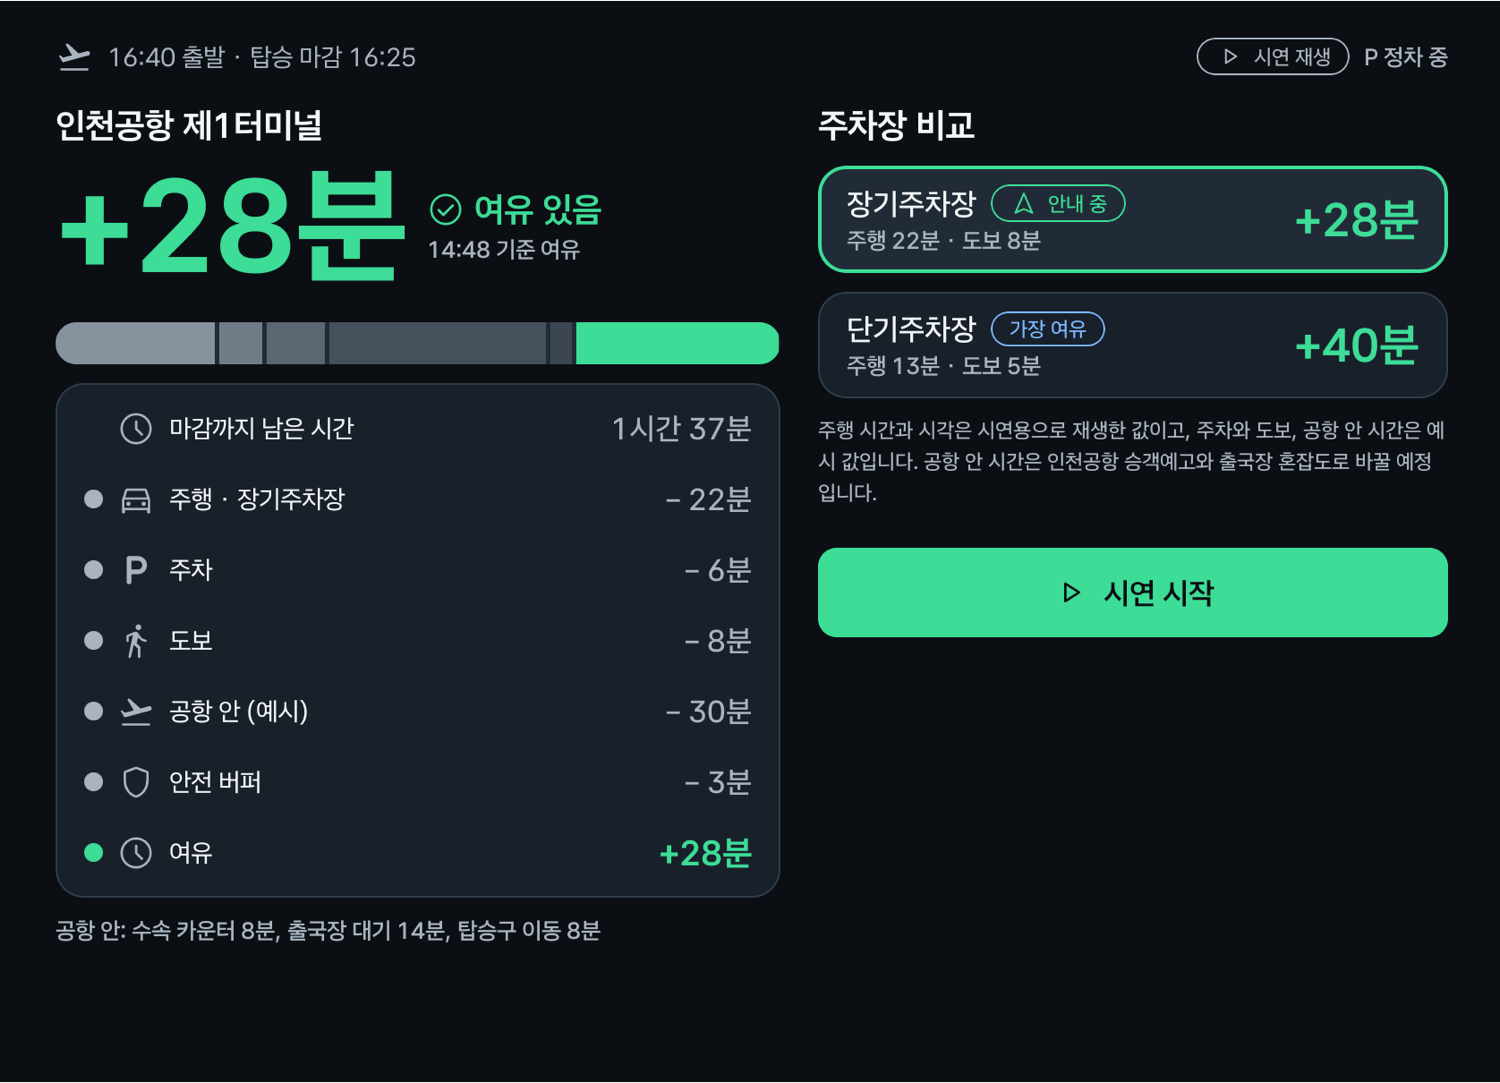 16:40 출발 · 탑승 마감 16:25
시연 재생
P 정차 중
인천공항 제1터미널
+28분
여유 있음
14:48 기준 여유
마감까지 남은 시간 1시간 37분
주행 · 장기주차장 – 22분
P 주차 – 6분
도보 – 8분
공항 안 (예시) – 30분
안전 버퍼 – 3분
여유 +28분
공항 안: 수속 카운터 8분, 출국장 대기 14분, 탑승구 이동 8분
주차장 비교
장기주차장 안내 중
주행 22분 · 도보 8분
+28분
단기주차장 가장 여유
주행 13분 · 도보 5분
+40분
주행 시간과 시각은 시연용으로 재생한 값이고, 주차와 도보, 공항 안 시간은 예
시 값입니다. 공항 안 시간은 인천공항 승객예고와 출국장 혼잡도로 바꿀 예정
입니다.
시연 시작